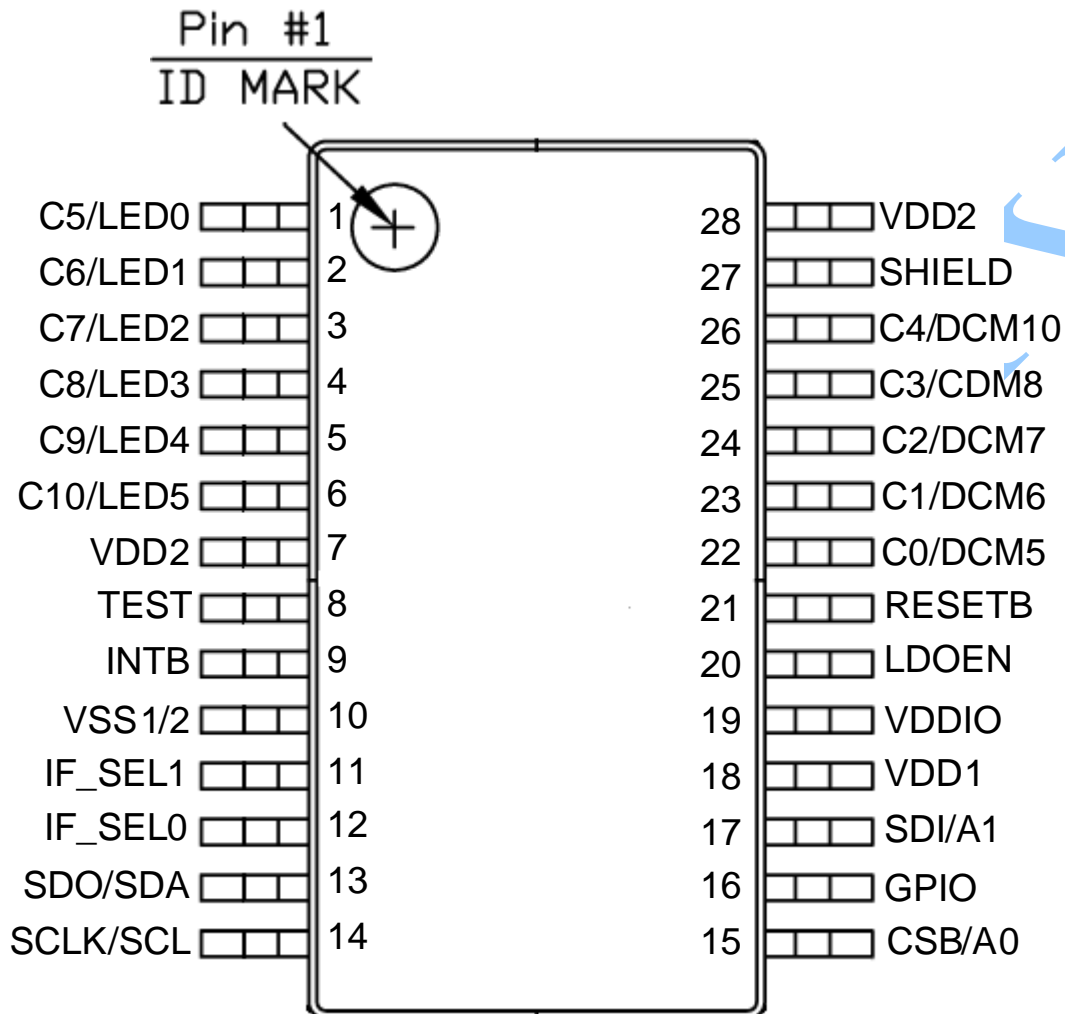 Pin #1
ID MARK
C5/LED0 1
C6/LED1 2
C7/LED2 3
C8/LED3 4
C9/LED4 5
C10/LED5 6
VDD2 7
TEST 8
INTB 9
VSS1/2 10
IF_SEL1 11
IF_SEL0 12
SDO/SDA 13
SCLK/SCL 14
28 VDD2
27 SHIELD
26 C4/DCM10
25 C3/CDM8
24 C2/DCM7
23 C1/DCM6
22 C0/DCM5
21 RESETB
20 LDOEN
19 VDDIO
18 VDD1
17 SDI/A1
16 GPIO
15 CSB/A0